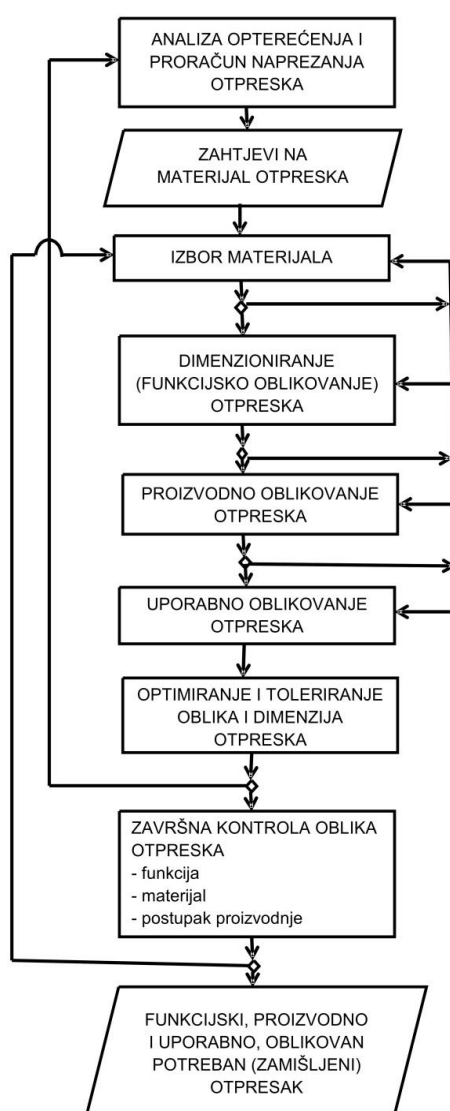 ANALIZA OPTEREĆENJA I
PRORAČUN NAPREZANJA
OTPRESKA
ZAHTJEVI NA
MATERIJAL OTPRESKA
IZBOR MATERIJALA
DIMENZIONIRANJE
(FUNKCIJSKO OBLIKOVANJE)
OTPRESKA
PROIZVODNO OBLIKOVANJE
OTPRESKA
UPORABNO OBLIKOVANJE
OTPRESKA
OPTIMIRANJE I TOLERIRANJE
OBLIKA I DIMENZIJA
OTPRESKA
ZAVRŠNA KONTROLA OBLIKA
OTPRESKA
- funkcija
- materijal
- postupak proizvodnje
FUNKCIJSKI, PROIZVODNO
I UPORABNO, OBLIKOVAN
POTREBAN (ZAMIŠLJENI)
OTPRESAK